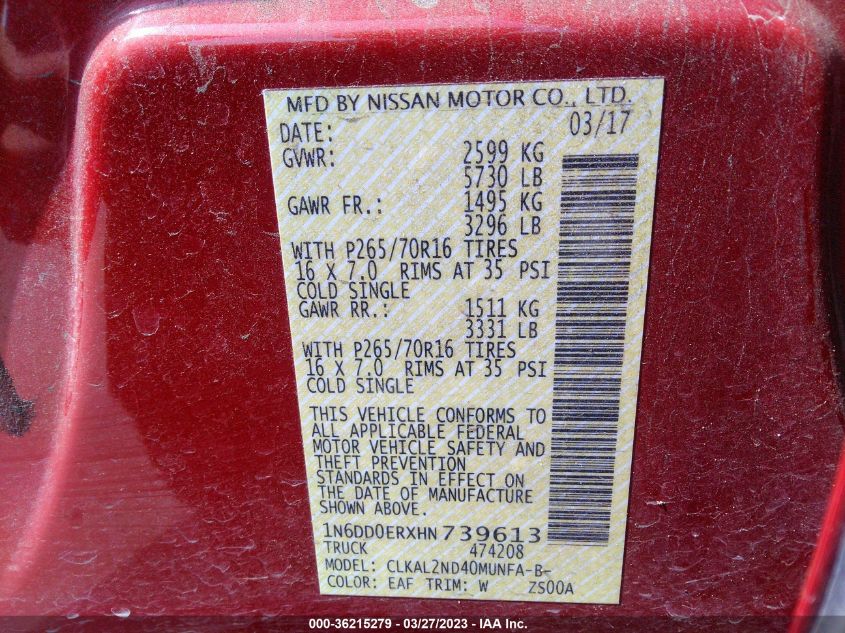 MFD BY NISSAN MOTOR CO., LTD.
DATE: 03/17
GVWR: 2599 KG
5730 LB
GAWR FR.: 1495 KG
3296 LB
WITH P265/70R16 TIRES
16 X 7.0 RIMS AT 35 PSI
COLD SINGLE
GAWR RR.: 1511 KG
3331 LB
WITH P265/70R16 TIRES
16 X 7.0 RIMS AT 35 PSI
COLD SINGLE
THIS VEHICLE CONFORMS TO
ALL APPLICABLE FEDERAL
MOTOR VEHICLE SAFETY AND
THEFT PREVENTION
STANDARDS IN EFFECT ON
THE DATE OF MANUFACTURE
SHOWN ABOVE.
1N6DD0ERXHN 739613
TRUCK 474208
MODEL: CLKAL2ND40MUNFA-B-
COLOR: EAF TRIM: W ZS00A
000-36215279 - 03/27/2023 - IAA Inc.